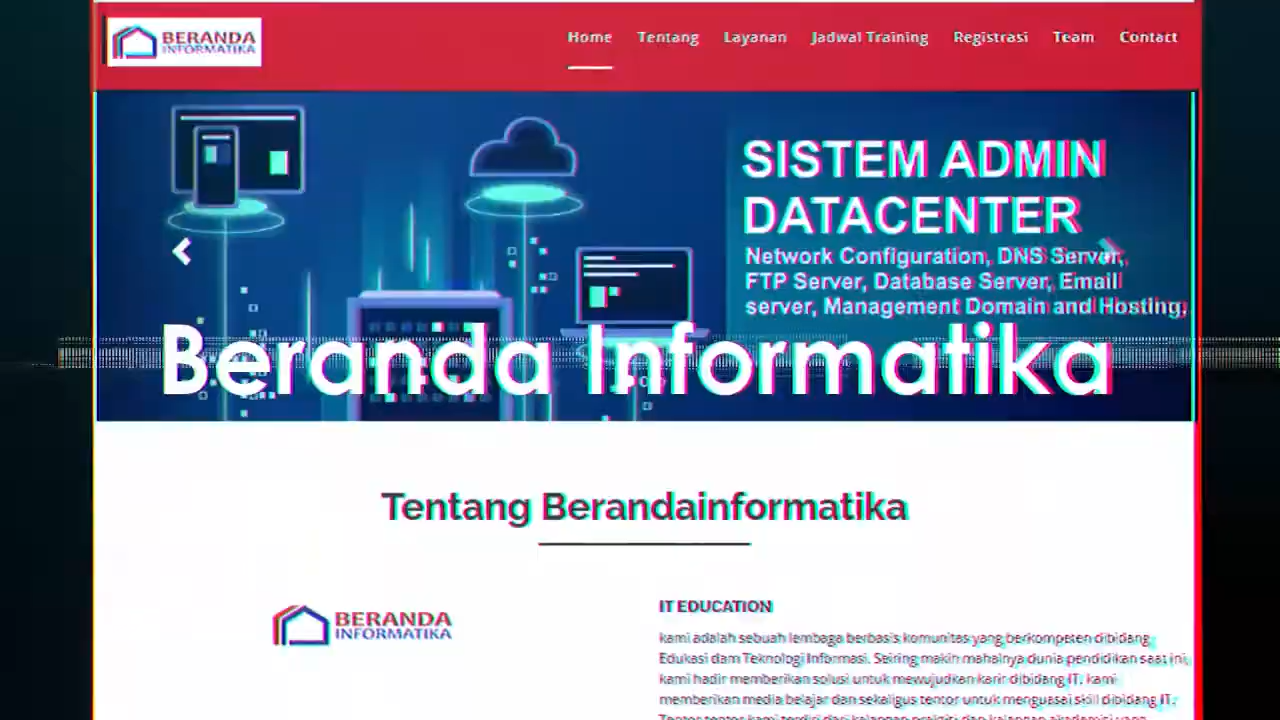 BERANDA
INFORMATIKA
Home Tentang Layanan Jadwal Training Registrasi Team Contact
SISTEM ADMIN
DATACENTER
Network Configuration, DNS Server,
FTP Server, Database Server, Email
server, Management Domain and Hosting,
Beranda Informatika
Tentang Berandainformatika
BERANDA
INFORMATIKA
IT EDUCATION
kami adalah sebuah lembaga berbasis komunitas yang berkompeten dibidang
Edukasi dam Teknologi Informasi. Seiring makin mahalnya dunia pendidikan saat ini,
kami hadir memberikan solusi untuk mewujudkan karir dibidang IT. kami
memberikan media belajar dan sekaligus tentor untuk menguasai skill dibidang IT.